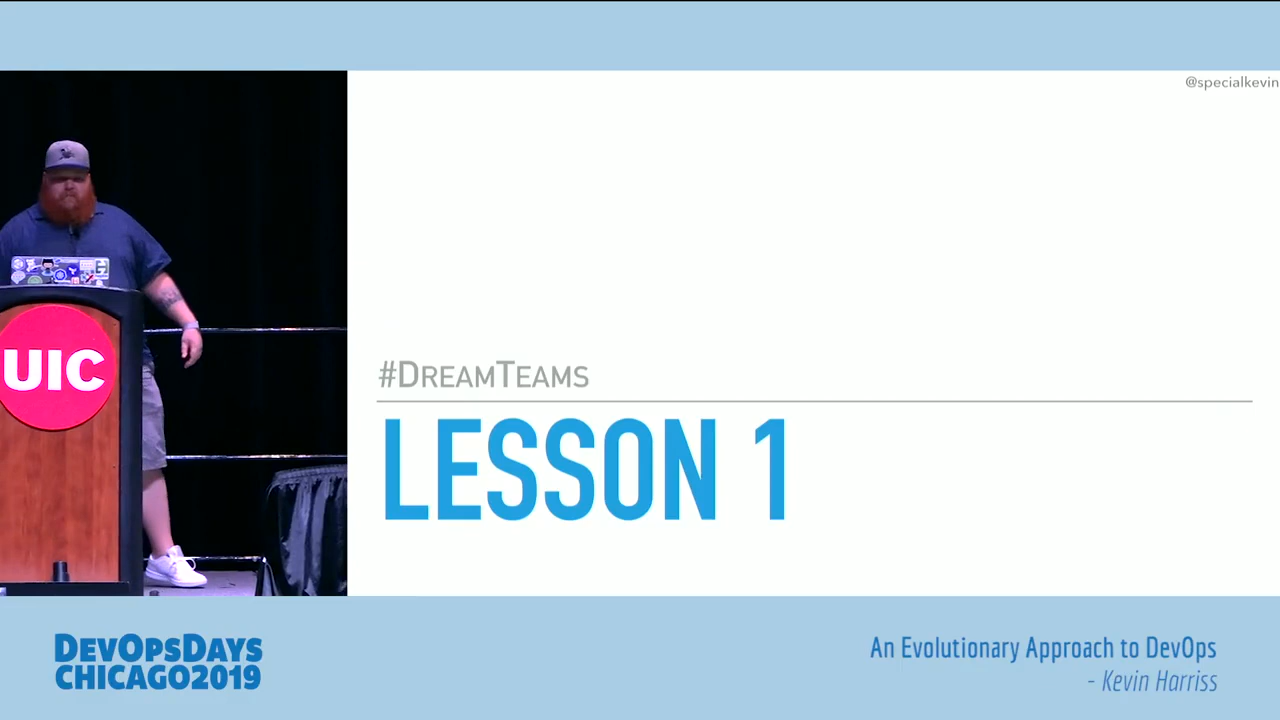 @specialkevin
UIC
#DREAMTEAMS
LESSON 1
DEVOPSDAYS
CHICAGO2019
An Evolutionary Approach to DevOps
- Kevin Harriss